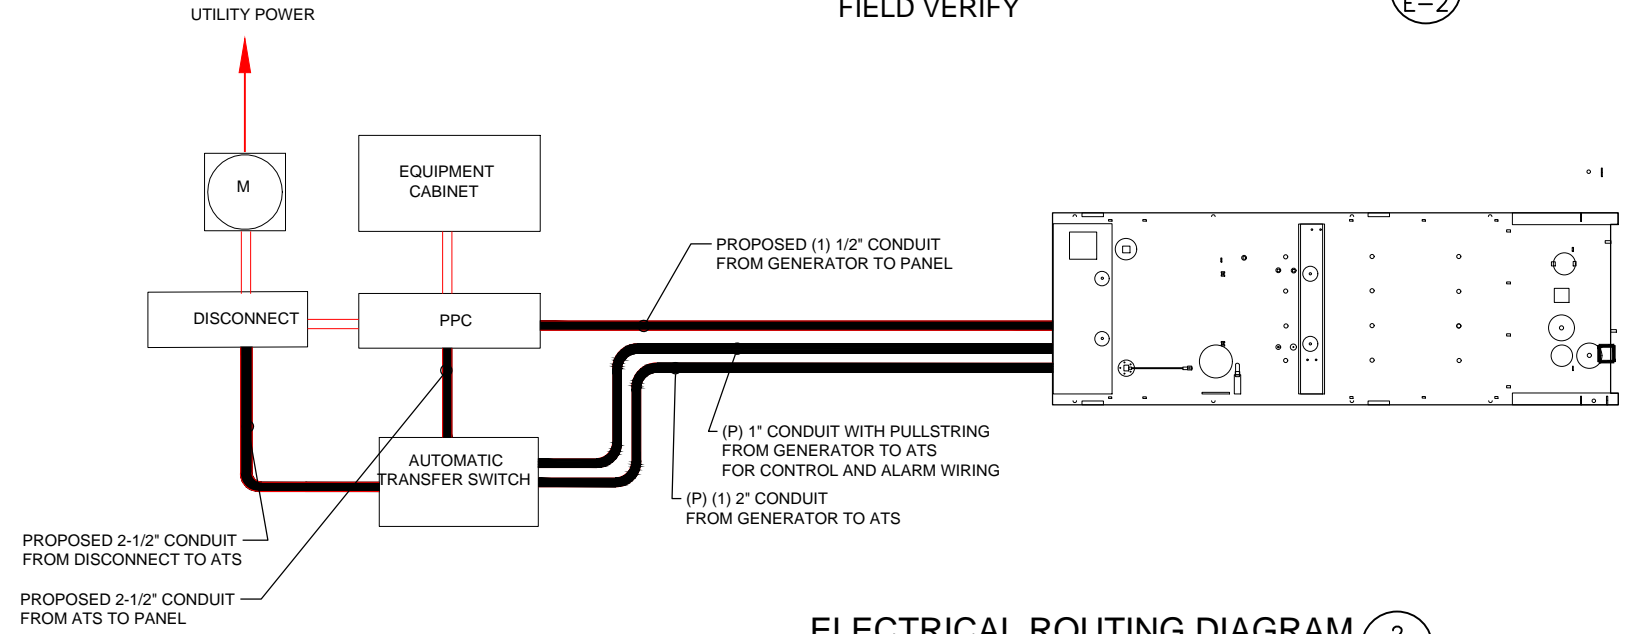 UTILITY POWER
FIELD VERIFY
E-2
M
EQUIPMENT
CABINET
PROPOSED (1) 1/2" CONDUIT
FROM GENERATOR TO PANEL
DISCONNECT
PPC
(P) 1" CONDUIT WITH PULLSTRING
FROM GENERATOR TO ATS
FOR CONTROL AND ALARM WIRING
AUTOMATIC
TRANSFER SWITCH
(P) (1) 2" CONDUIT
FROM GENERATOR TO ATS
PROPOSED 2-1/2" CONDUIT
FROM DISCONNECT TO ATS
PROPOSED 2-1/2" CONDUIT
FROM ATS TO PANEL
ELECTRICAL ROUTING DIAGRAM
2